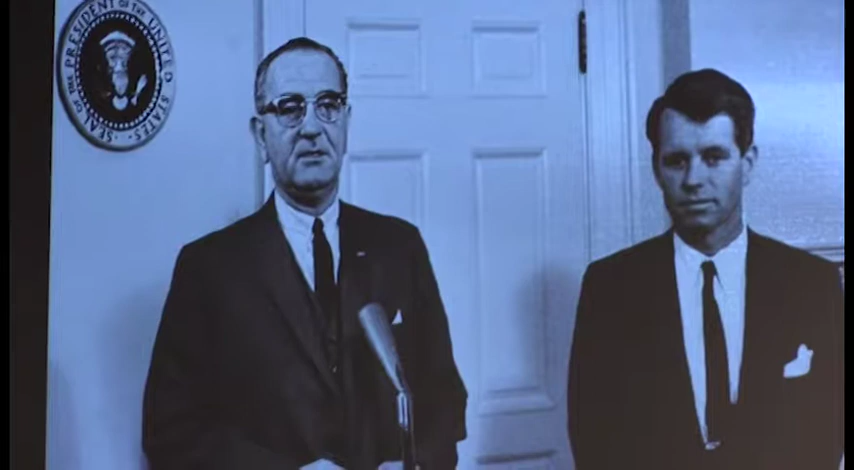 SEAL OF THE PRESIDENT OF THE UNITED STATES